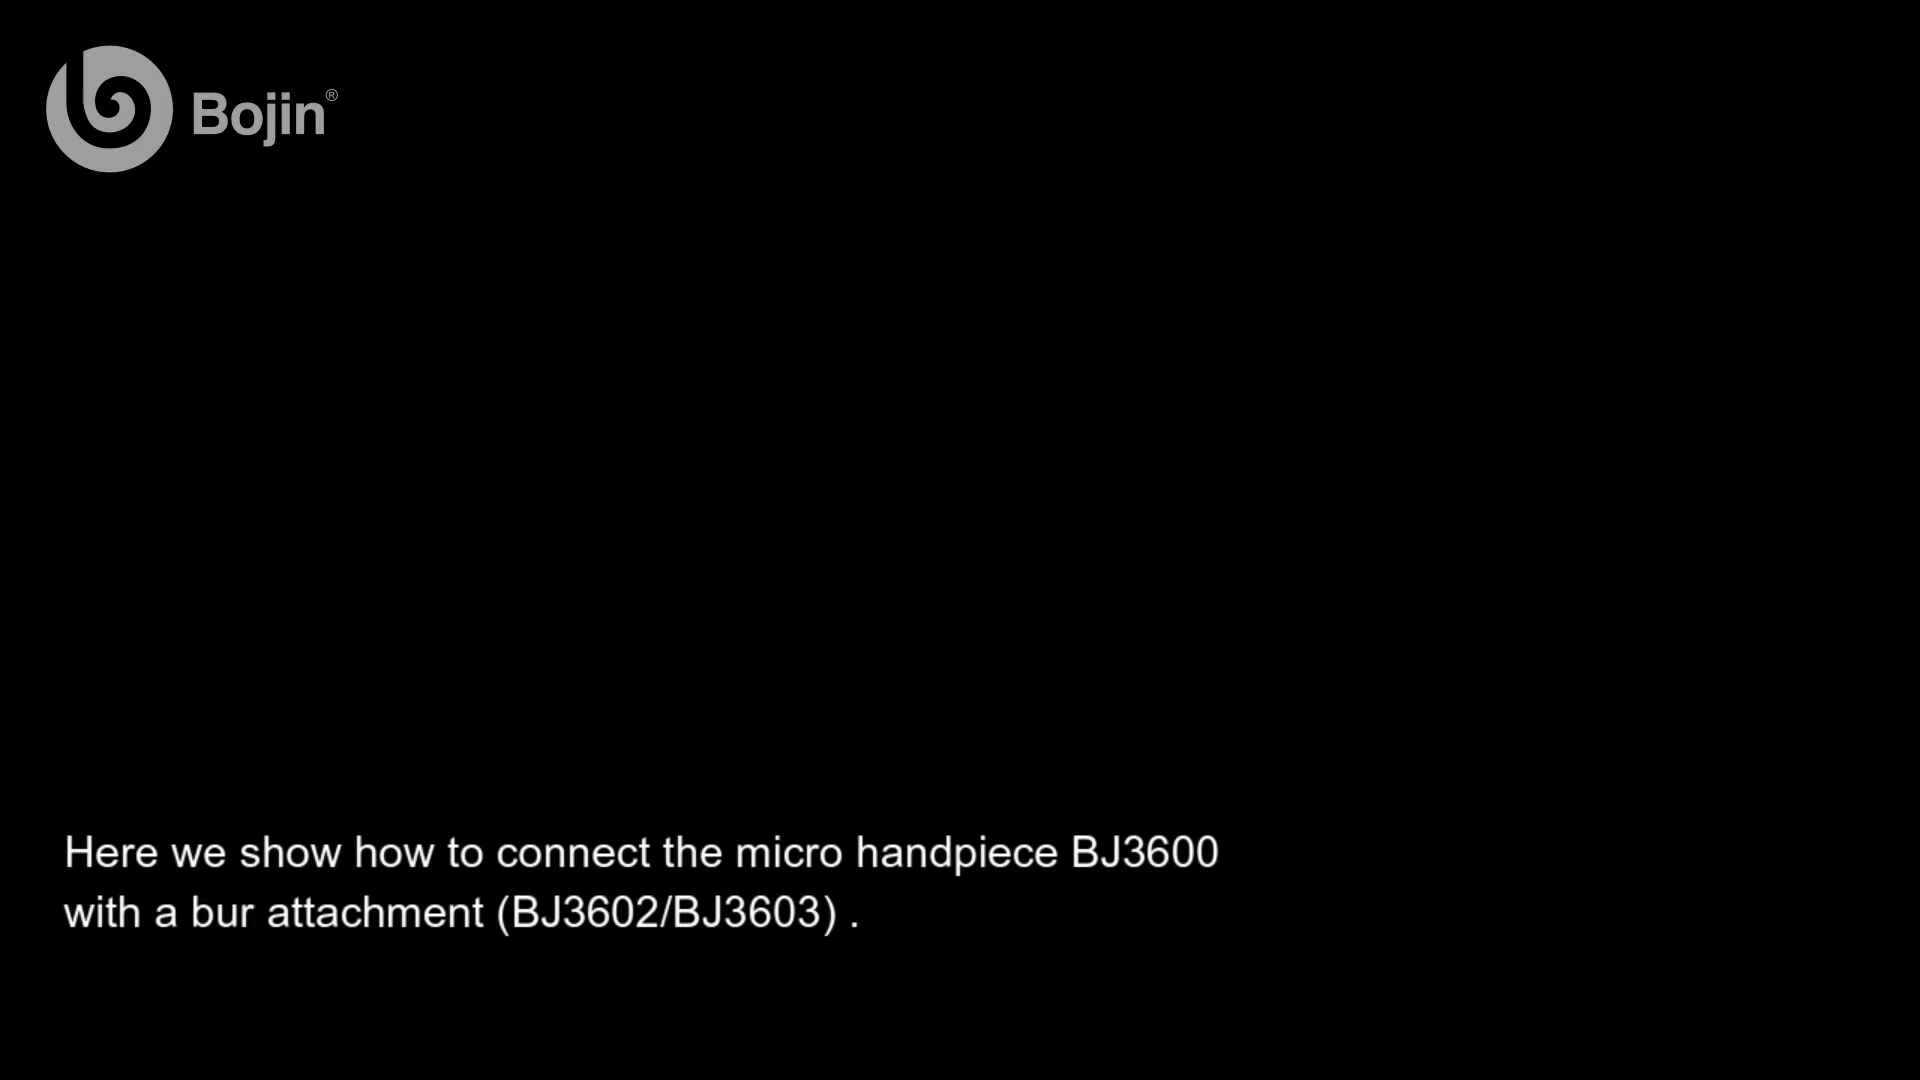 Bojin®
Here we show how to connect the micro handpiece BJ3600
with a bur attachment (BJ3602/BJ3603) .